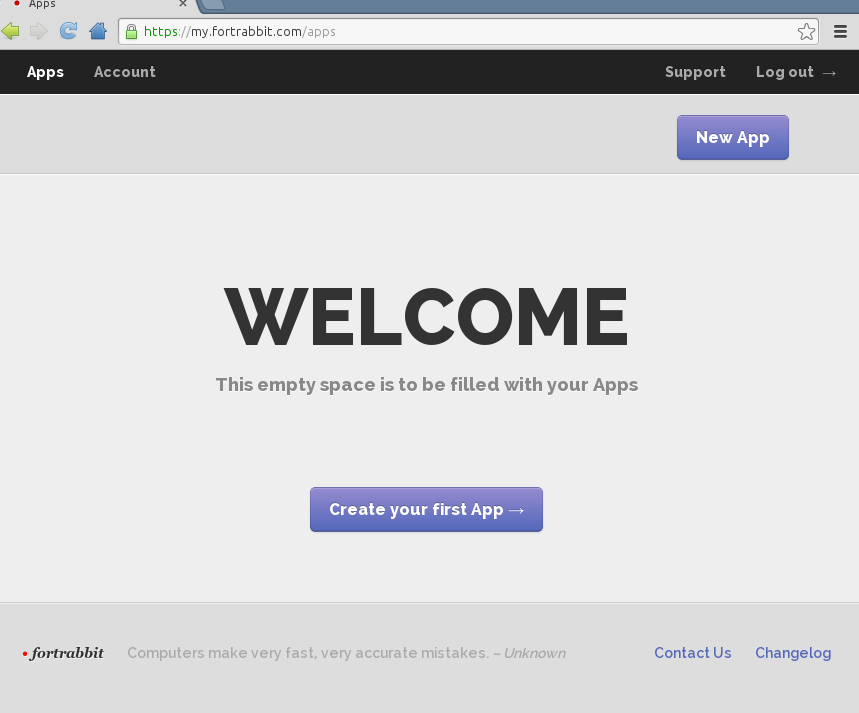 Apps
https://my.fortrabbit.com/apps
Apps Account Support Log out →
New App
WELCOME
This empty space is to be filled with your Apps
Create your first App →
fortrabbit Computers make very fast, very accurate mistakes. – Unknown Contact Us Changelog